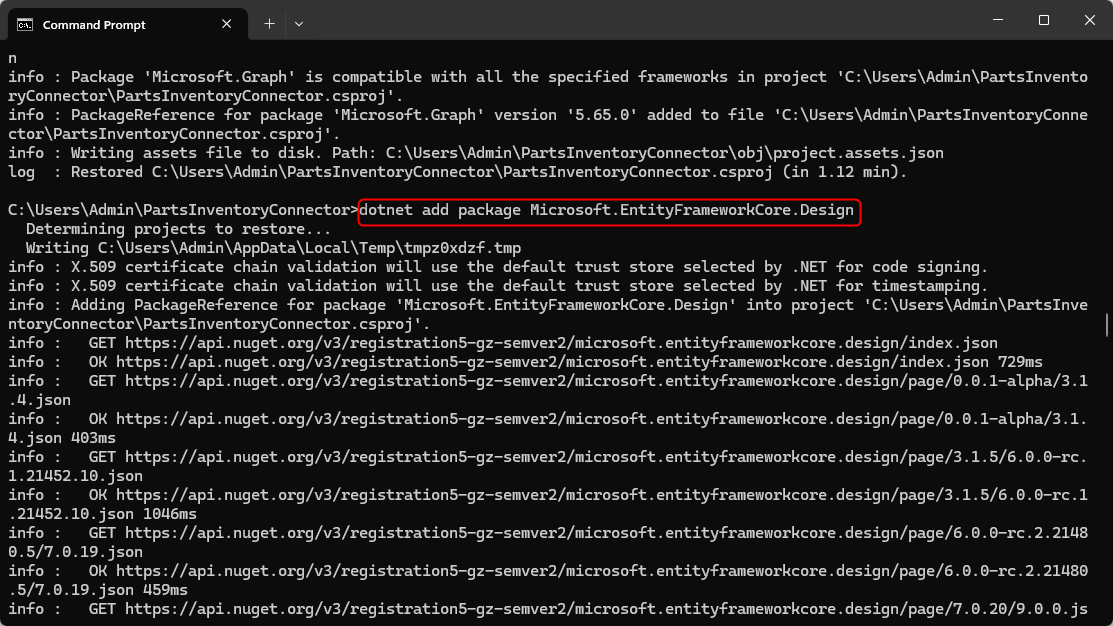 Command Prompt
n
info : Package 'Microsoft.Graph' is compatible with all the specified frameworks in project 'C:\Users\Admin\PartsInvento
ryConnector\PartsInventoryConnector.csproj'.
info : PackageReference for package 'Microsoft.Graph' version '5.65.0' added to file 'C:\Users\Admin\PartsInventoryConne
ctor\PartsInventoryConnector.csproj'.
info : Writing assets file to disk. Path: C:\Users\Admin\PartsInventoryConnector\obj\project.assets.json
log  : Restored C:\Users\Admin\PartsInventoryConnector\PartsInventoryConnector.csproj (in 1.12 min).
C:\Users\Admin\PartsInventoryConnector>dotnet add package Microsoft.EntityFrameworkCore.Design
  Determining projects to restore...
  Writing C:\Users\Admin\AppData\Local\Temp\tmpz0xdzf.tmp
info : X.509 certificate chain validation will use the default trust store selected by .NET for code signing.
info : X.509 certificate chain validation will use the default trust store selected by .NET for timestamping.
info : Adding PackageReference for package 'Microsoft.EntityFrameworkCore.Design' into project 'C:\Users\Admin\PartsInve
ntoryConnector\PartsInventoryConnector.csproj'.
info :   GET https://api.nuget.org/v3/registration5-gz-semver2/microsoft.entityframeworkcore.design/index.json
info :   OK https://api.nuget.org/v3/registration5-gz-semver2/microsoft.entityframeworkcore.design/index.json 729ms
info :   GET https://api.nuget.org/v3/registration5-gz-semver2/microsoft.entityframeworkcore.design/page/0.0.1-alpha/3.1
.4.json
info :   OK https://api.nuget.org/v3/registration5-gz-semver2/microsoft.entityframeworkcore.design/page/0.0.1-alpha/3.1.
4.json 403ms
info :   GET https://api.nuget.org/v3/registration5-gz-semver2/microsoft.entityframeworkcore.design/page/3.1.5/6.0.0-rc.
1.21452.10.json
info :   OK https://api.nuget.org/v3/registration5-gz-semver2/microsoft.entityframeworkcore.design/page/3.1.5/6.0.0-rc.1
.21452.10.json 1046ms
info :   GET https://api.nuget.org/v3/registration5-gz-semver2/microsoft.entityframeworkcore.design/page/6.0.0-rc.2.2148
0.5/7.0.19.json
info :   OK https://api.nuget.org/v3/registration5-gz-semver2/microsoft.entityframeworkcore.design/page/6.0.0-rc.2.21480
.5/7.0.19.json 459ms
info :   GET https://api.nuget.org/v3/registration5-gz-semver2/microsoft.entityframeworkcore.design/page/7.0.20/9.0.0.js